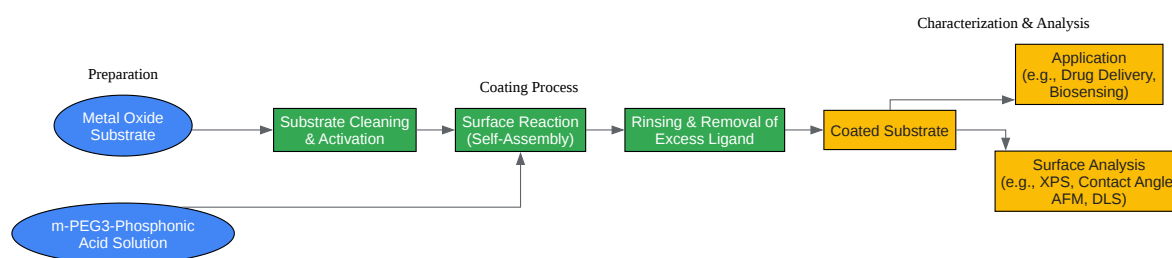 Characterization & Analysis
Preparation
Coating Process
Metal Oxide
Substrate
Substrate Cleaning
& Activation
Surface Reaction
(Self-Assembly)
Rinsing & Removal of
Excess Ligand
Coated Substrate
Application
(e.g., Drug Delivery,
Biosensing)
Surface Analysis
(e.g., XPS, Contact Angle
AFM, DLS)
m-PEG3-Phosphonic
Acid Solution